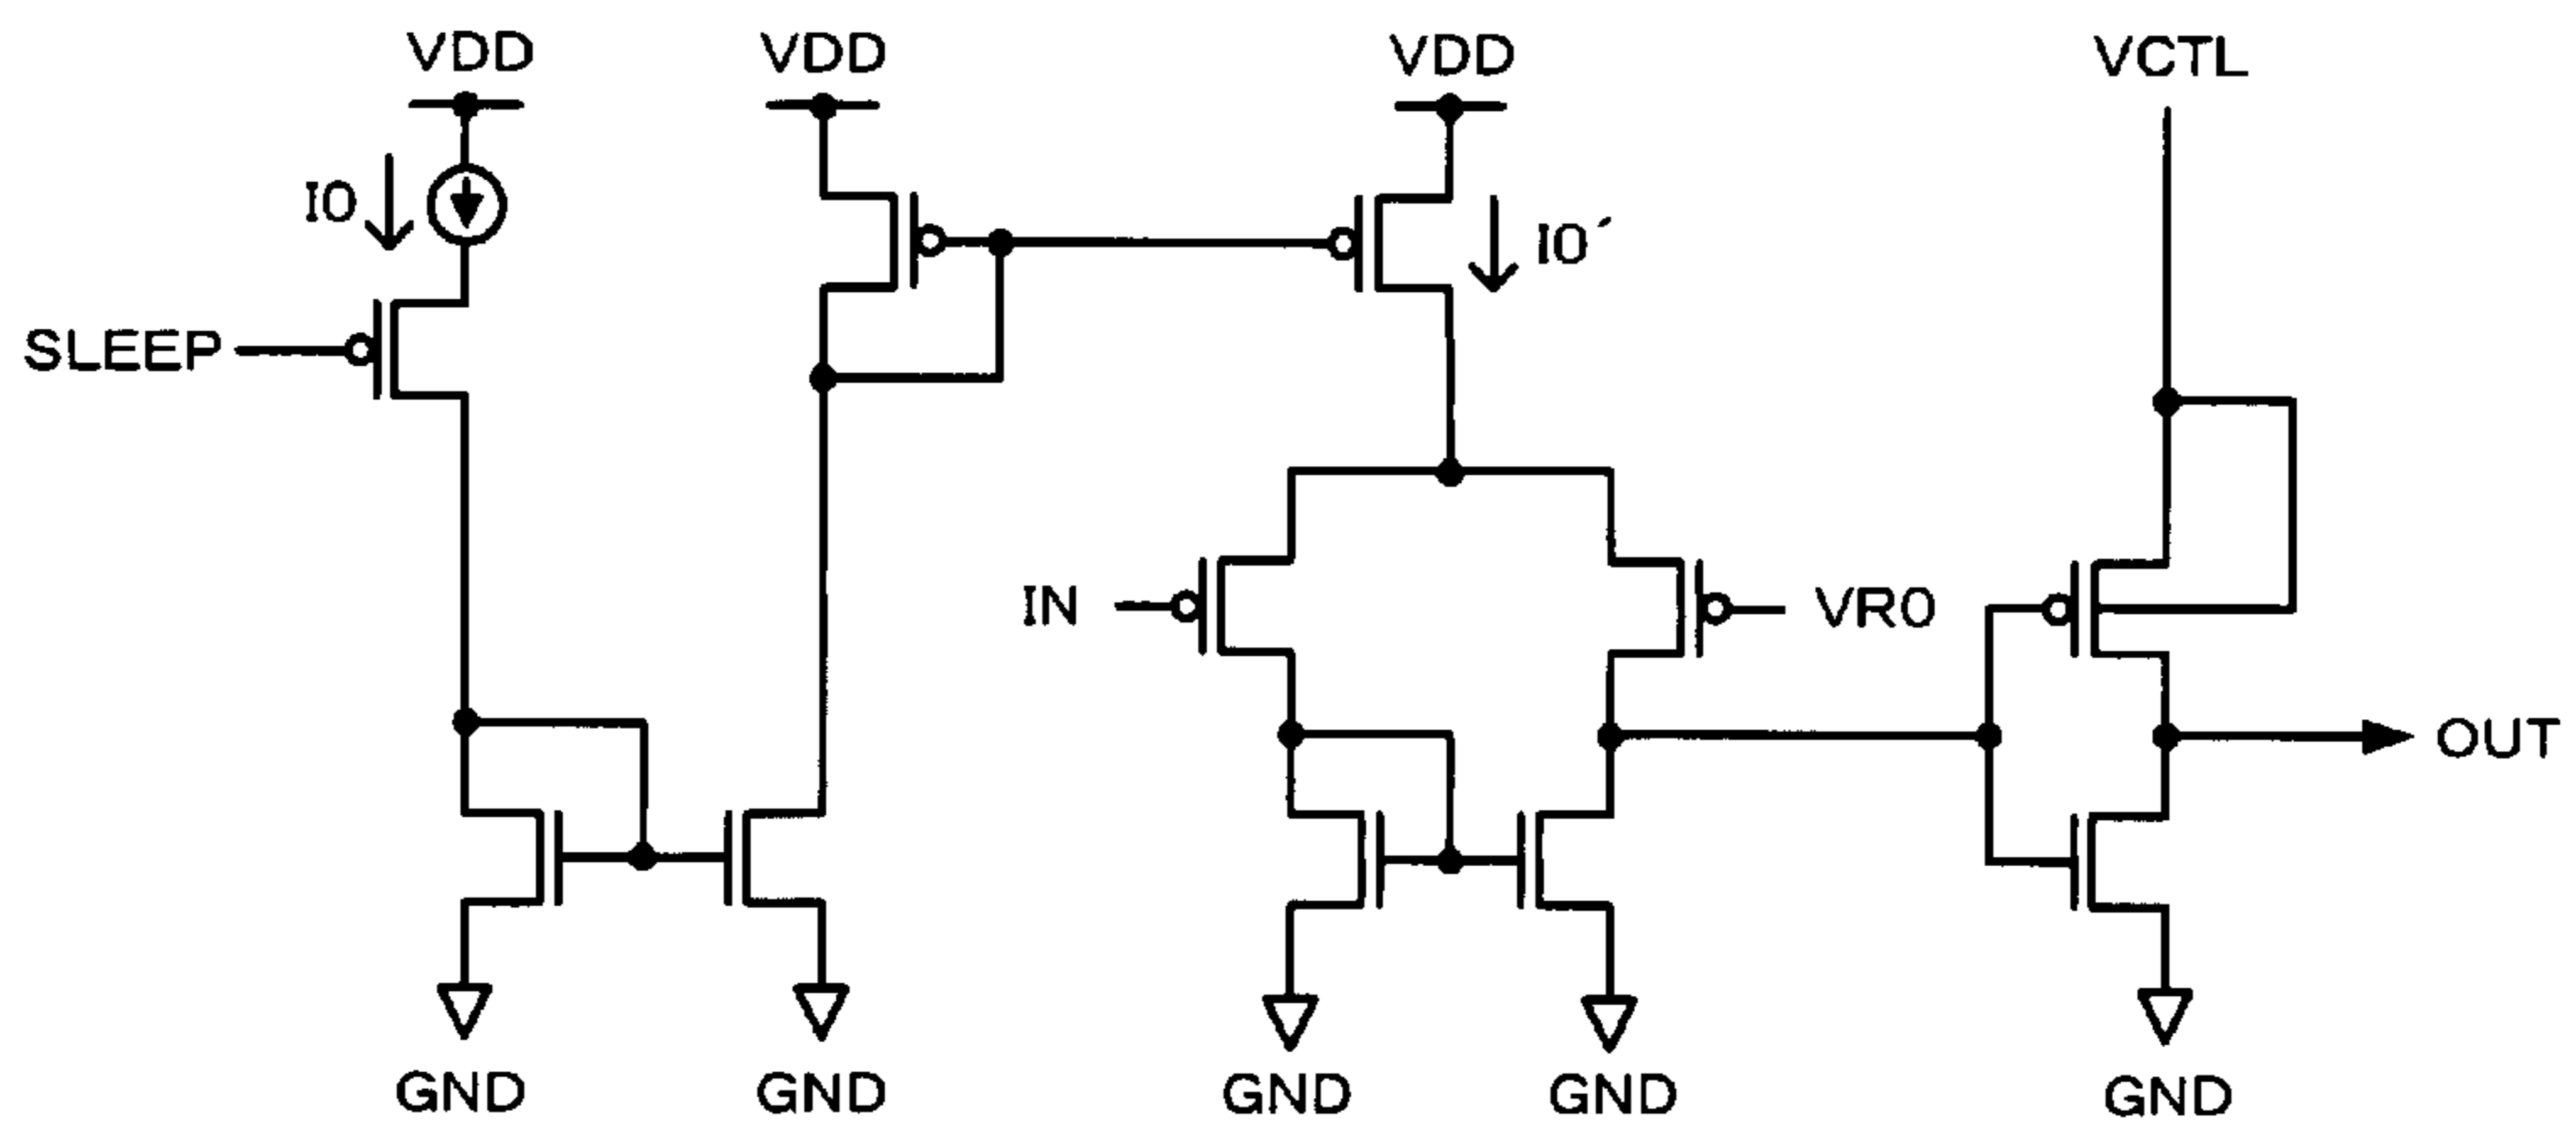 VDD
VDD
VDD
VCTL
I0
I0´
SLEEP
IN
VR0
OUT
GND
GND
GND
GND
GND